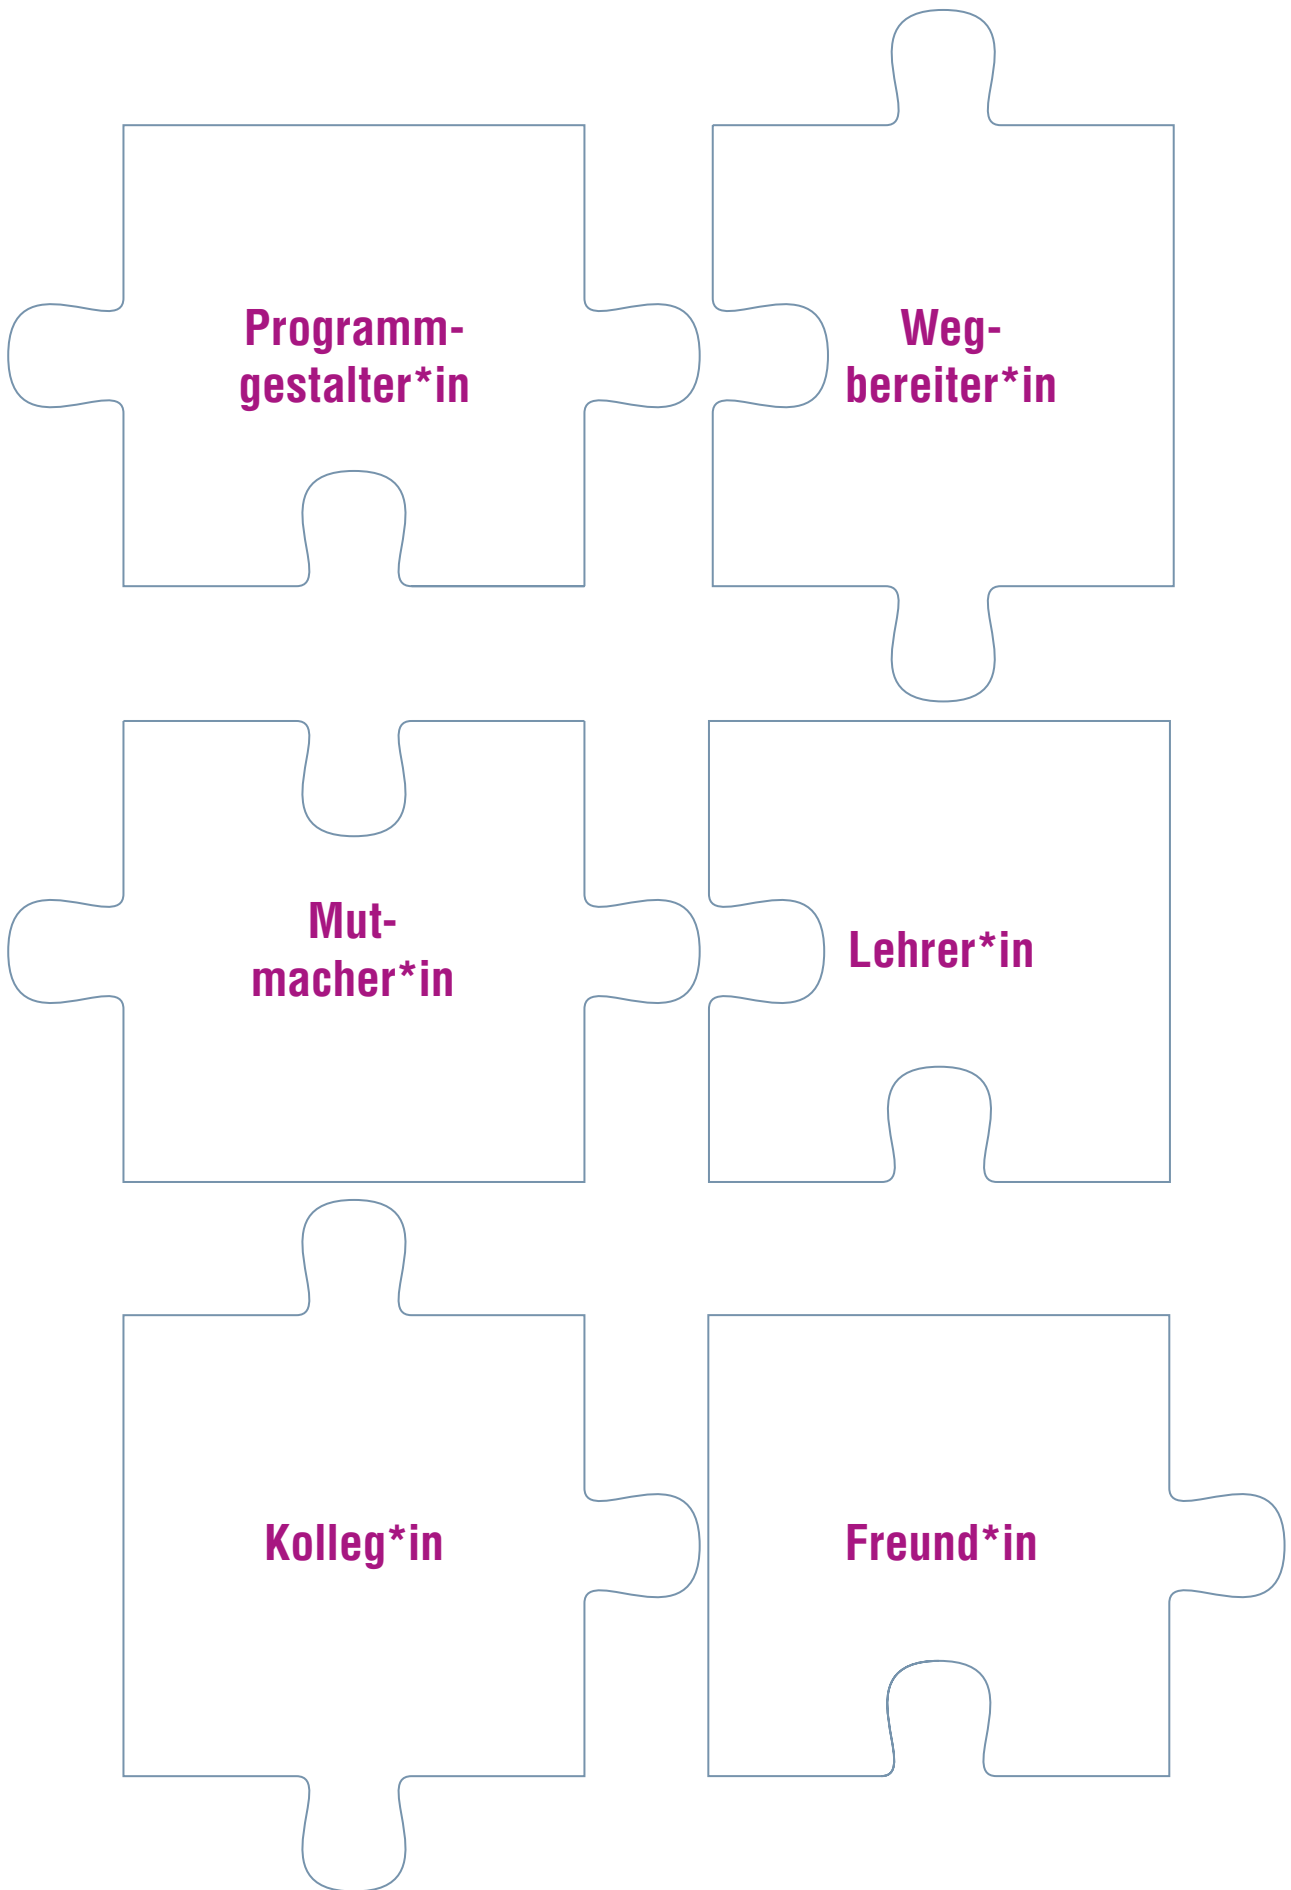 Programm-
gestalter*in
Weg-
bereiter*in
Mut-
macher*in
Lehrer*in
Kolleg*in
Freund*in